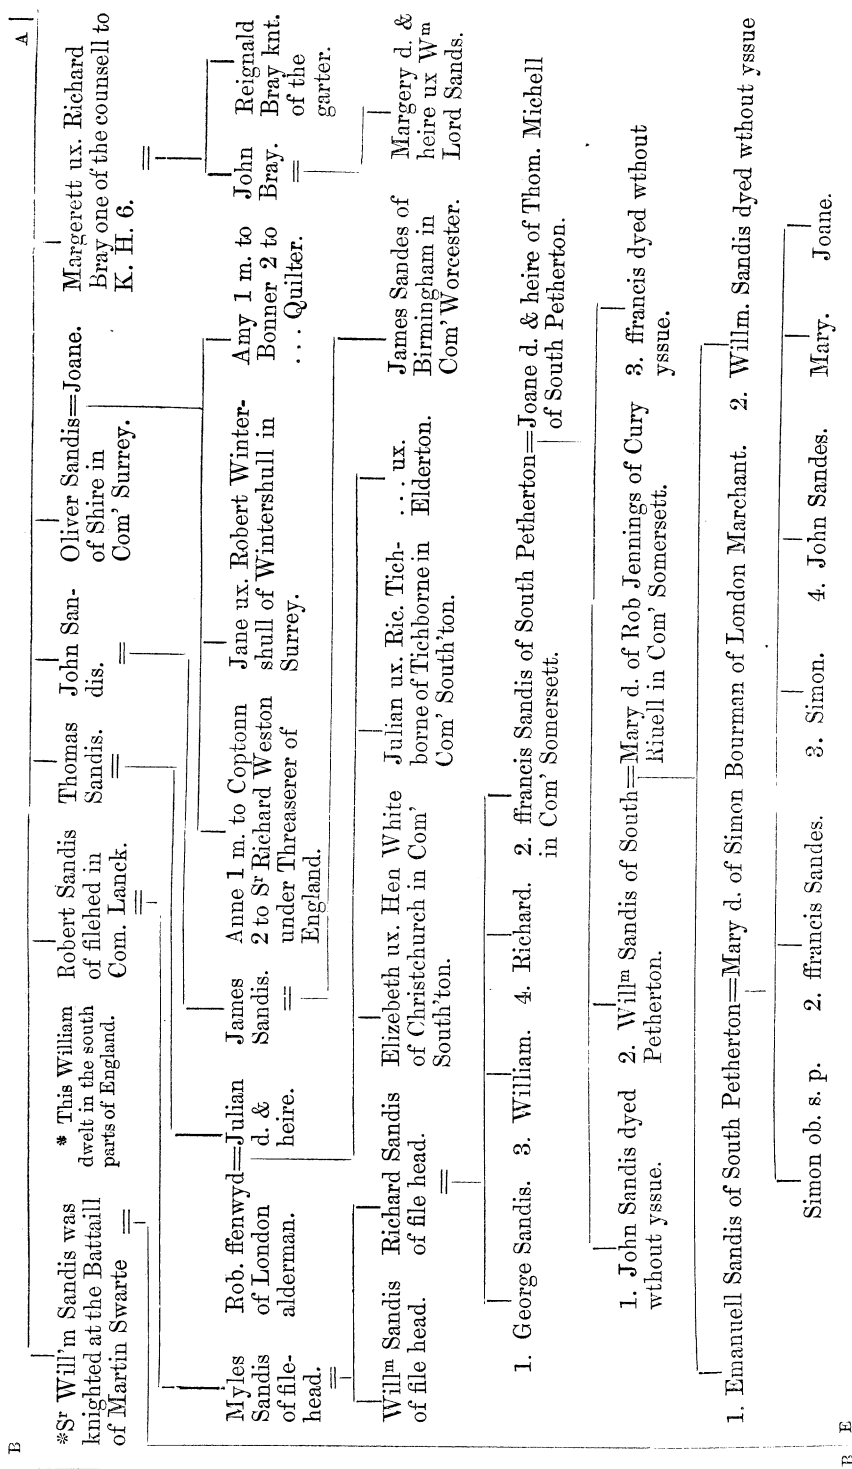 B
A
*Sʳ Will'm Sandis was
knighted at the Battaill
of Martin Swarte
* This William
dwelt in the south
parts of England.
Robert Sandis
of filehed in
Com. Lanck.
Thomas
Sandis.
John San-
dis.
Oliver Sandis=Joane.
of Shire in
Com' Surrey.
Margerett ux. Richard
Bray one of the counsell to
K. H. 6.
Myles
Sandis
of file-
head.
Rob. ffenwyd=Julian
of London
alderman.
d. &
heire.
James
Sandis.
Anne 1 m. to Coptonn
2 to Sʳ Richard Weston
under Threaserer of
England.
Jane ux. Robert Winter-
shull of Wintershull in
Surrey.
Amy 1 m. to
Bonner 2 to
. . . Quilter.
John
Bray.
Reignald
Bray knt.
of the
garter.
Willᵐ Sandis
of file head.
Richard Sandis
of file head.
Elizebeth ux. Hen White
of Christchurch in Com'
South'ton.
Julian ux. Ric. Tich-
borne of Tichborne in
Com' South'ton.
. . . ux.
Elderton.
James Sandes of
Birmingham in
Com' Worcester.
Margery d. &
heire ux Wᵐ
Lord Sands.
1. George Sandis.
3. William.
4. Richard.
2. ffrancis Sandis of South Petherton=Joane d. & heire of Thom. Michell
in Com' Somersett.
of South Petherton.
1. John Sandis dyed
wthout yssue.
2. Willᵐ Sandis of South=Mary d. of Rob Jennings of Cury
Petherton.
Riuell in Com' Somersett.
3. ffrancis dyed wthout
yssue.
1. Emanuell Sandis of South Petherton=Mary d. of Simon Bourman of London Marchant.
2. Willm. Sandis dyed wthout yssue
Simon ob. s. p.
2. ffrancis Saudes.
3. Simon.
4. John Sandes.
Mary.
Joane.
B E